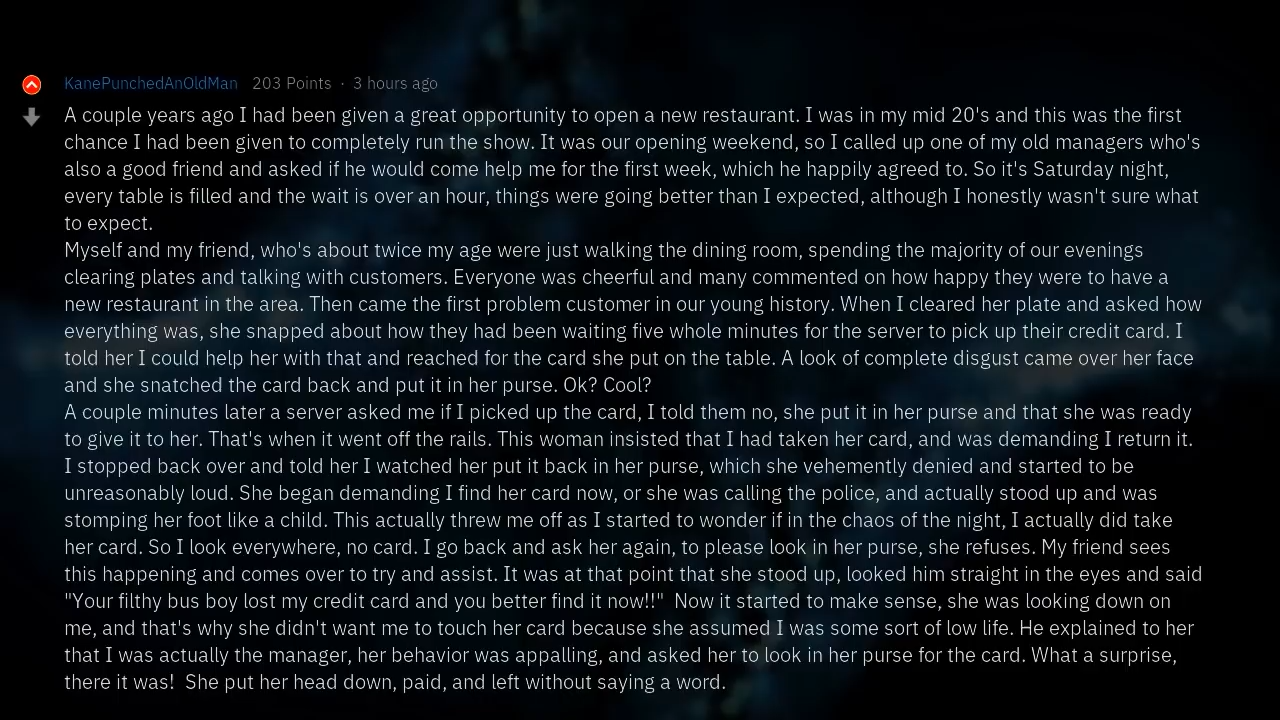 KanePunchedAnOldMan 203 Points · 3 hours ago
A couple years ago I had been given a great opportunity to open a new restaurant. I was in my mid 20's and this was the first
chance I had been given to completely run the show. It was our opening weekend, so I called up one of my old managers who's
also a good friend and asked if he would come help me for the first week, which he happily agreed to. So it's Saturday night,
every table is filled and the wait is over an hour, things were going better than I expected, although I honestly wasn't sure what
to expect.
Myself and my friend, who's about twice my age were just walking the dining room, spending the majority of our evenings
clearing plates and talking with customers. Everyone was cheerful and many commented on how happy they were to have a
new restaurant in the area. Then came the first problem customer in our young history. When I cleared her plate and asked how
everything was, she snapped about how they had been waiting five whole minutes for the server to pick up their credit card. I
told her I could help her with that and reached for the card she put on the table. A look of complete disgust came over her face
and she snatched the card back and put it in her purse. Ok? Cool?
A couple minutes later a server asked me if I picked up the card, I told them no, she put it in her purse and that she was ready
to give it to her. That's when it went off the rails. This woman insisted that I had taken her card, and was demanding I return it.
I stopped back over and told her I watched her put it back in her purse, which she vehemently denied and started to be
unreasonably loud. She began demanding I find her card now, or she was calling the police, and actually stood up and was
stomping her foot like a child. This actually threw me off as I started to wonder if in the chaos of the night, I actually did take
her card. So I look everywhere, no card. I go back and ask her again, to please look in her purse, she refuses. My friend sees
this happening and comes over to try and assist. It was at that point that she stood up, looked him straight in the eyes and said
"Your filthy bus boy lost my credit card and you better find it now!!"  Now it started to make sense, she was looking down on
me, and that's why she didn't want me to touch her card because she assumed I was some sort of low life. He explained to her
that I was actually the manager, her behavior was appalling, and asked her to look in her purse for the card. What a surprise,
there it was!  She put her head down, paid, and left without saying a word.